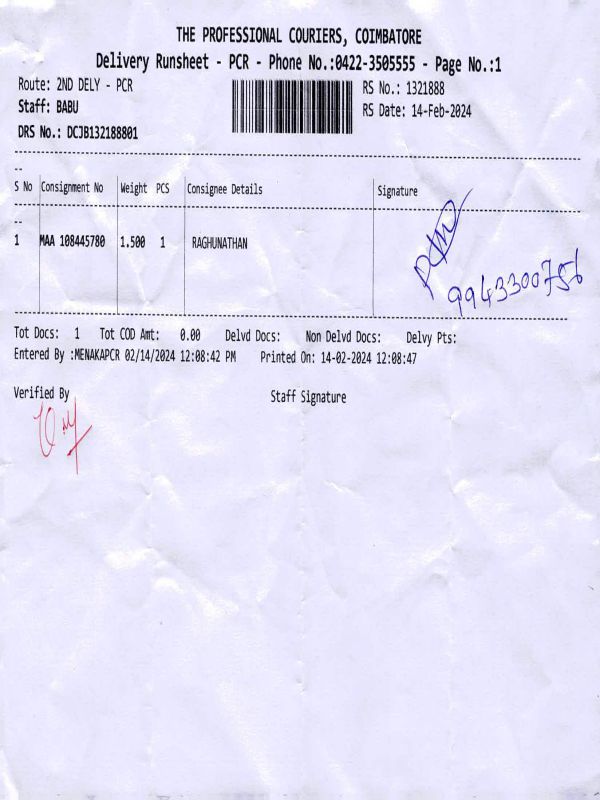 THE PROFESSIONAL COURIERS, COIMBATORE
Delivery Runsheet - PCR - Phone No.:0422-3505555 - Page No.:1
Route: 2ND DELY - PCR RS No.: 1321888
Staff: BABU RS Date: 14-Feb-2024
DRS No.: DCJB132188801
S No Consignment No Weight PCS Consignee Details Signature
1 MAA 108445780 1.500 1 RAGHUNATHAN
9943300756
Tot Docs: 1 Tot COD Amt: 0.00 Delvd Docs: Non Delvd Docs: Delvy Pts:
Entered By :MENAKAPCR 02/14/2024 12:08:42 PM Printed On: 14-02-2024 12:08:47
Verified By Staff Signature